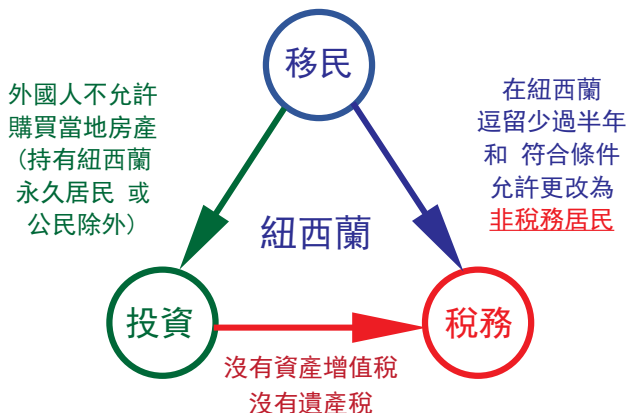 移民
外國人不允許
購買當地房產
(持有紐西蘭
永久居民 或
公民除外)
在紐西蘭
逗留少過半年
和 符合條件
允許更改為
非稅務居民
紐西蘭
投資
稅務
沒有資產增值稅
沒有遺產稅